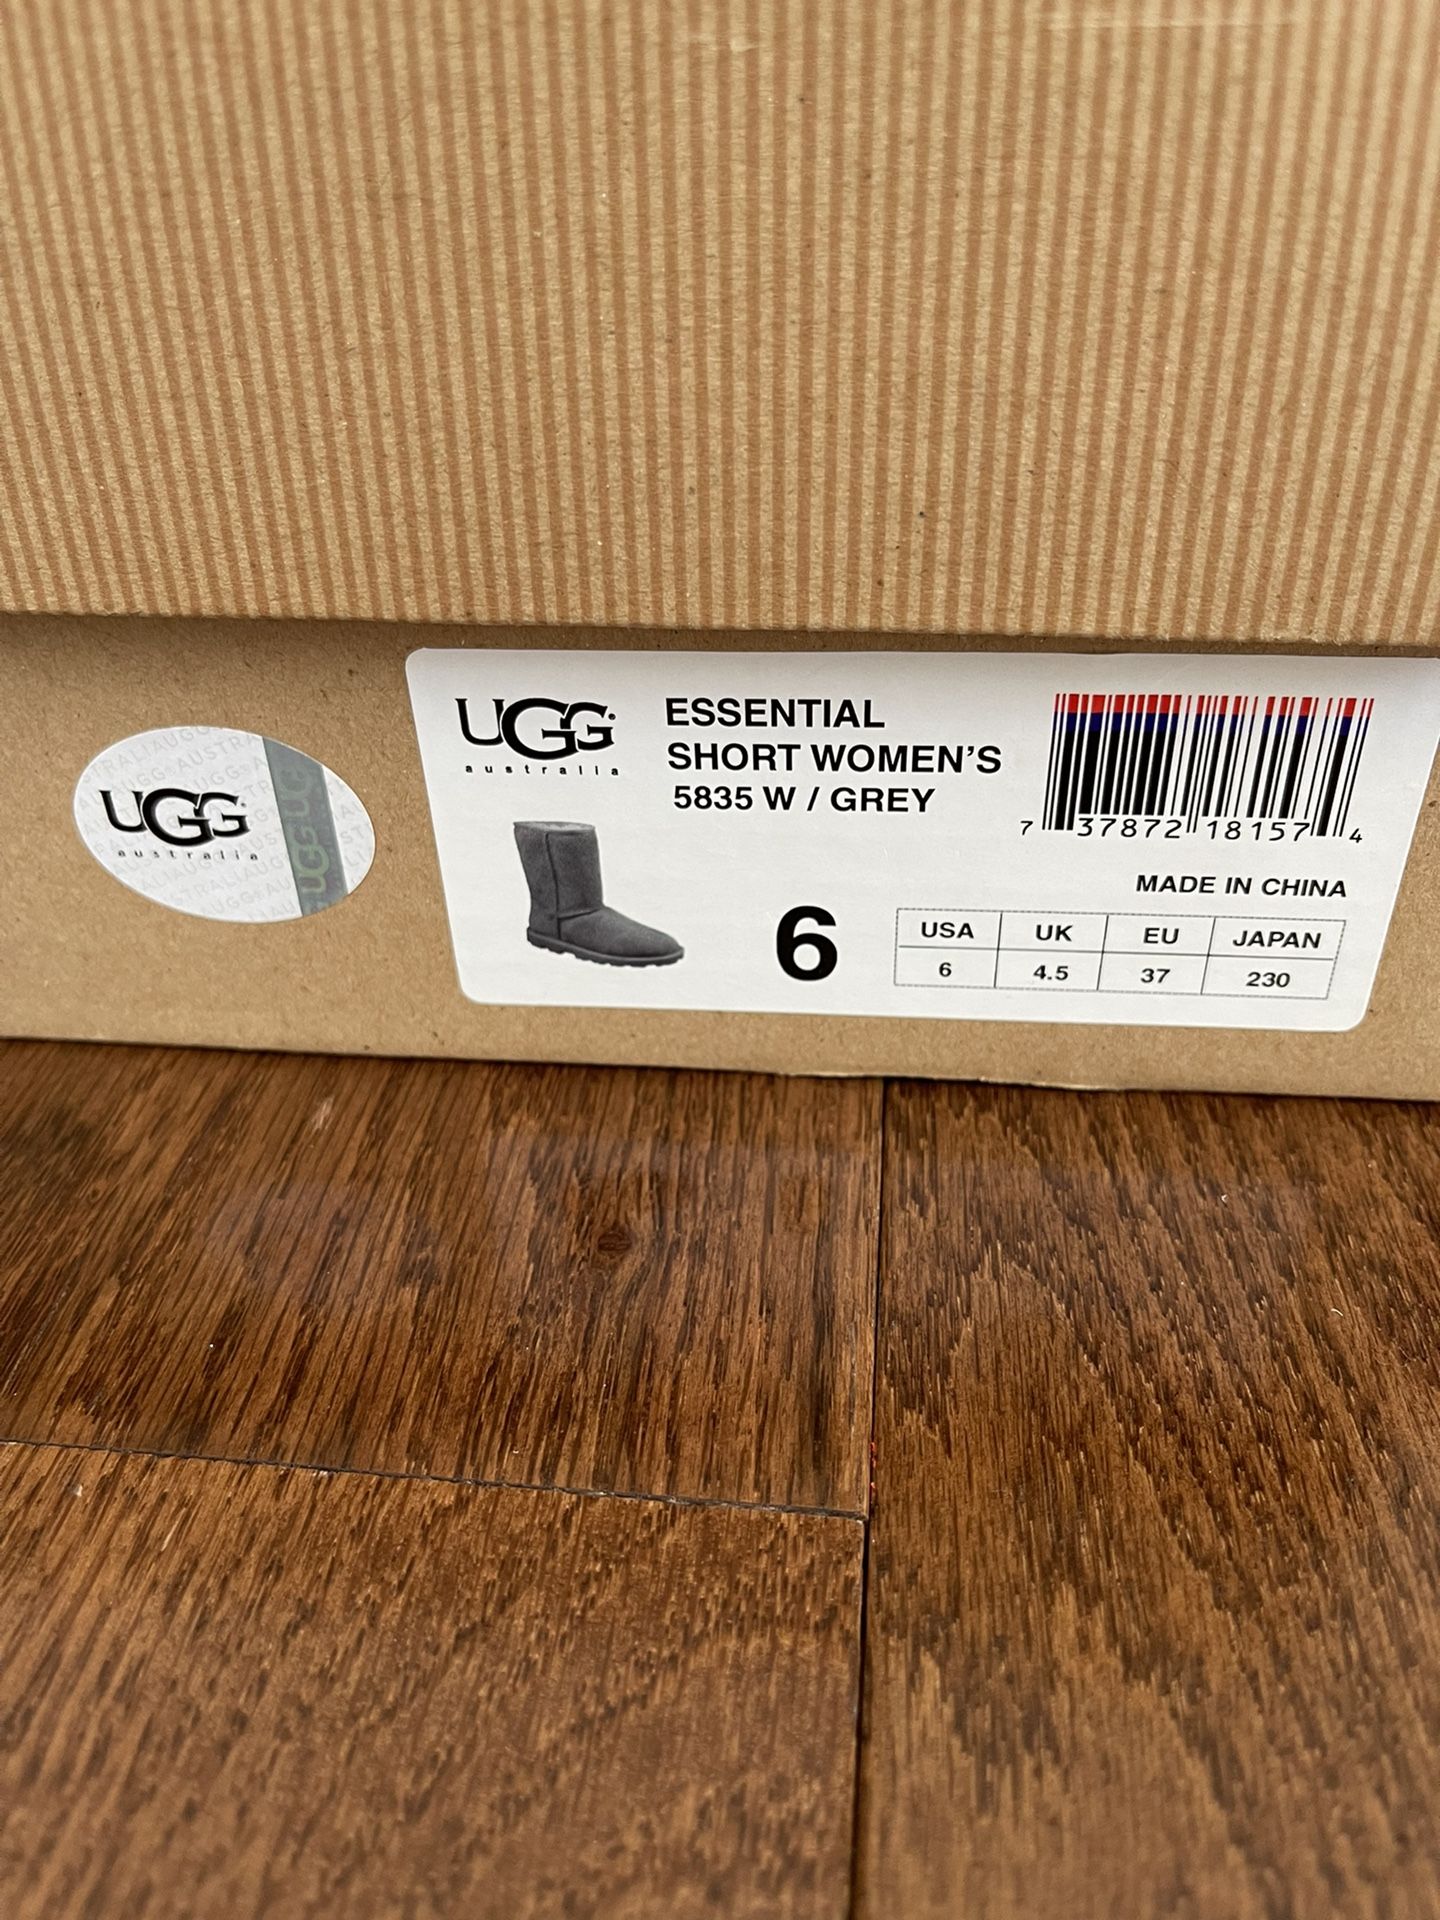 UGG
australia
UGG
australia
ESSENTIAL
SHORT WOMEN'S
5835 W / GREY
7 37872 18157 4
MADE IN CHINA
6
USA UK EU JAPAN
6 4.5 37 230